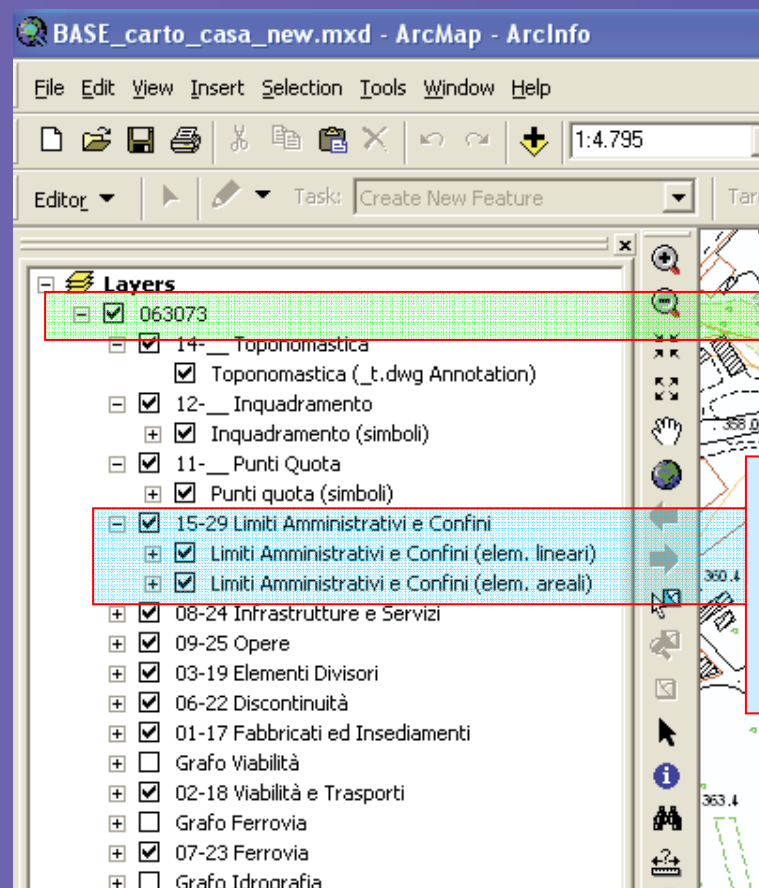 BASE_carto_casa_new.mxd - ArcMap - ArcInfo
File Edit View Insert Selection Tools Window Help
1:4.795
Editor Task: Create New Feature
Layers
063073
14-__ Toponomastica
Toponomastica (_t.dwg Annotation)
12-__ Inquadramento
Inquadramento (simboli)
11-__ Punti Quota
Punti quota (simboli)
15-29 Limiti Amministrativi e Confini
Limiti Amministrativi e Confini (elem. lineari)
Limiti Amministrativi e Confini (elem. areali)
08-24 Infrastrutture e Servizi
09-25 Opere
03-19 Elementi Divisori
06-22 Discontinuità
01-17 Fabbricati ed Insediamenti
Grafo Viabilità
02-18 Viabilità e Trasporti
Grafo Ferrovia
07-23 Ferrovia
Grafo Idrografia
360.4
363.4